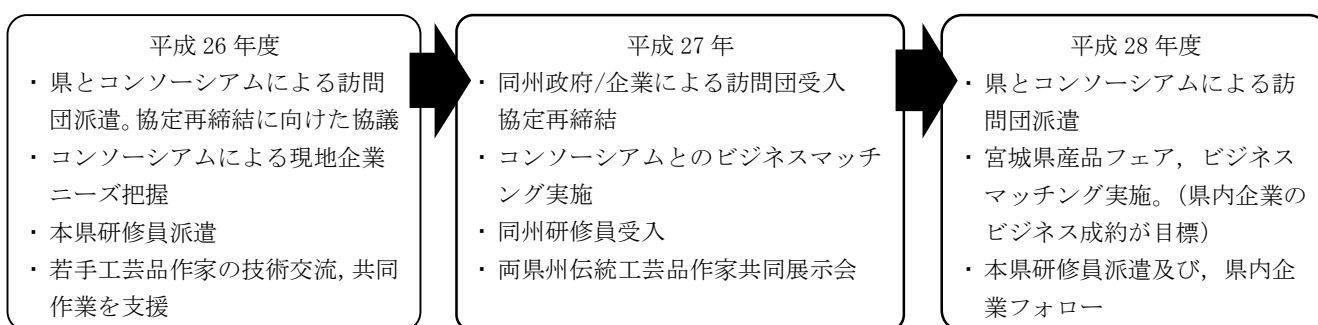 平成 26 年度
・ 県とコンソーシアムによる訪問
団派遣。協定再締結に向けた協議
・ コンソーシアムによる現地企業
ニーズ把握
・ 本県研修員派遣
・ 若手工芸品作家の技術交流，共同
作業を支援
平成 27 年
・ 同州政府/企業による訪問団受入
協定再締結
・ コンソーシアムとのビジネスマッチ
ング実施
・ 同州研修員受入
・ 両県州伝統工芸品作家共同展示会
平成 28 年度
・ 県とコンソーシアムによる訪
問団派遣
・ 宮城県産品フェア，ビジネス
マッチング実施。（県内企業の
ビジネス成約が目標）
・ 本県研修員派遣及び，県内企
業フォロー